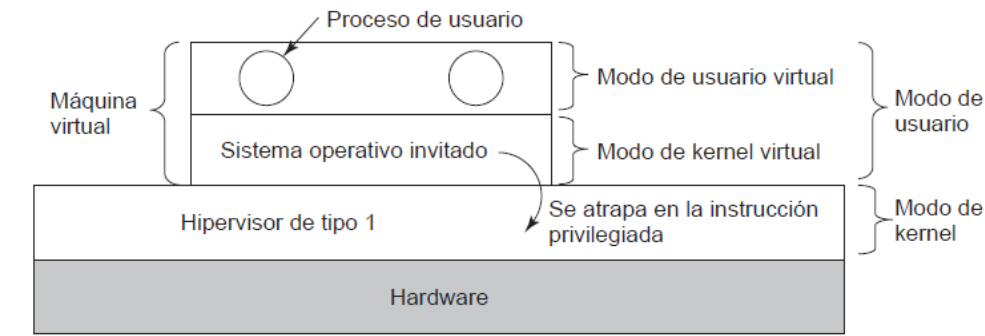 Proceso de usuario
Máquina
virtual
Modo de usuario virtual
Modo de
usuario
Sistema operativo invitado
Modo de kernel virtual
Hipervisor de tipo 1
Se atrapa en la instrucción
privilegiada
Modo de
kernel
Hardware